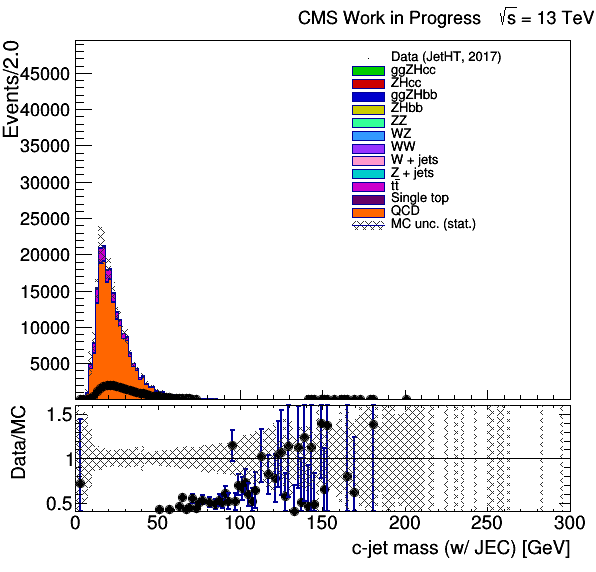 CMS Work in Progress √s = 13 TeV
Events/2.0
45000
40000
35000
30000
25000
20000
15000
10000
5000
Data (JetHT, 2017)
ggZHcc
ZHcc
ggZHbb
ZHbb
ZZ
WZ
WW
W + jets
Z + jets
tt̄
Single top
QCD
MC unc. (stat.)
Data/MC
1.5
1
0.5
0 50 100 150 200 250 300
c-jet mass (w/ JEC) [GeV]